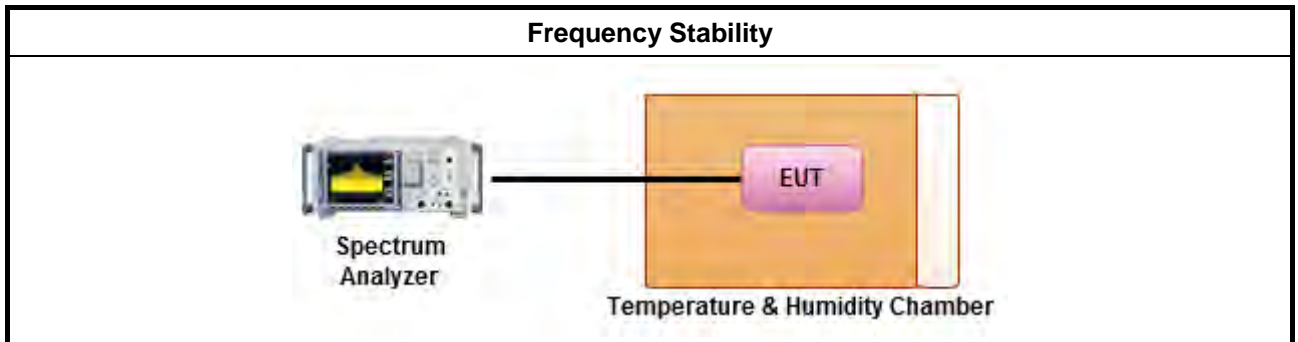 Frequency Stability
EUT
Spectrum
Analyzer
Temperature & Humidity Chamber